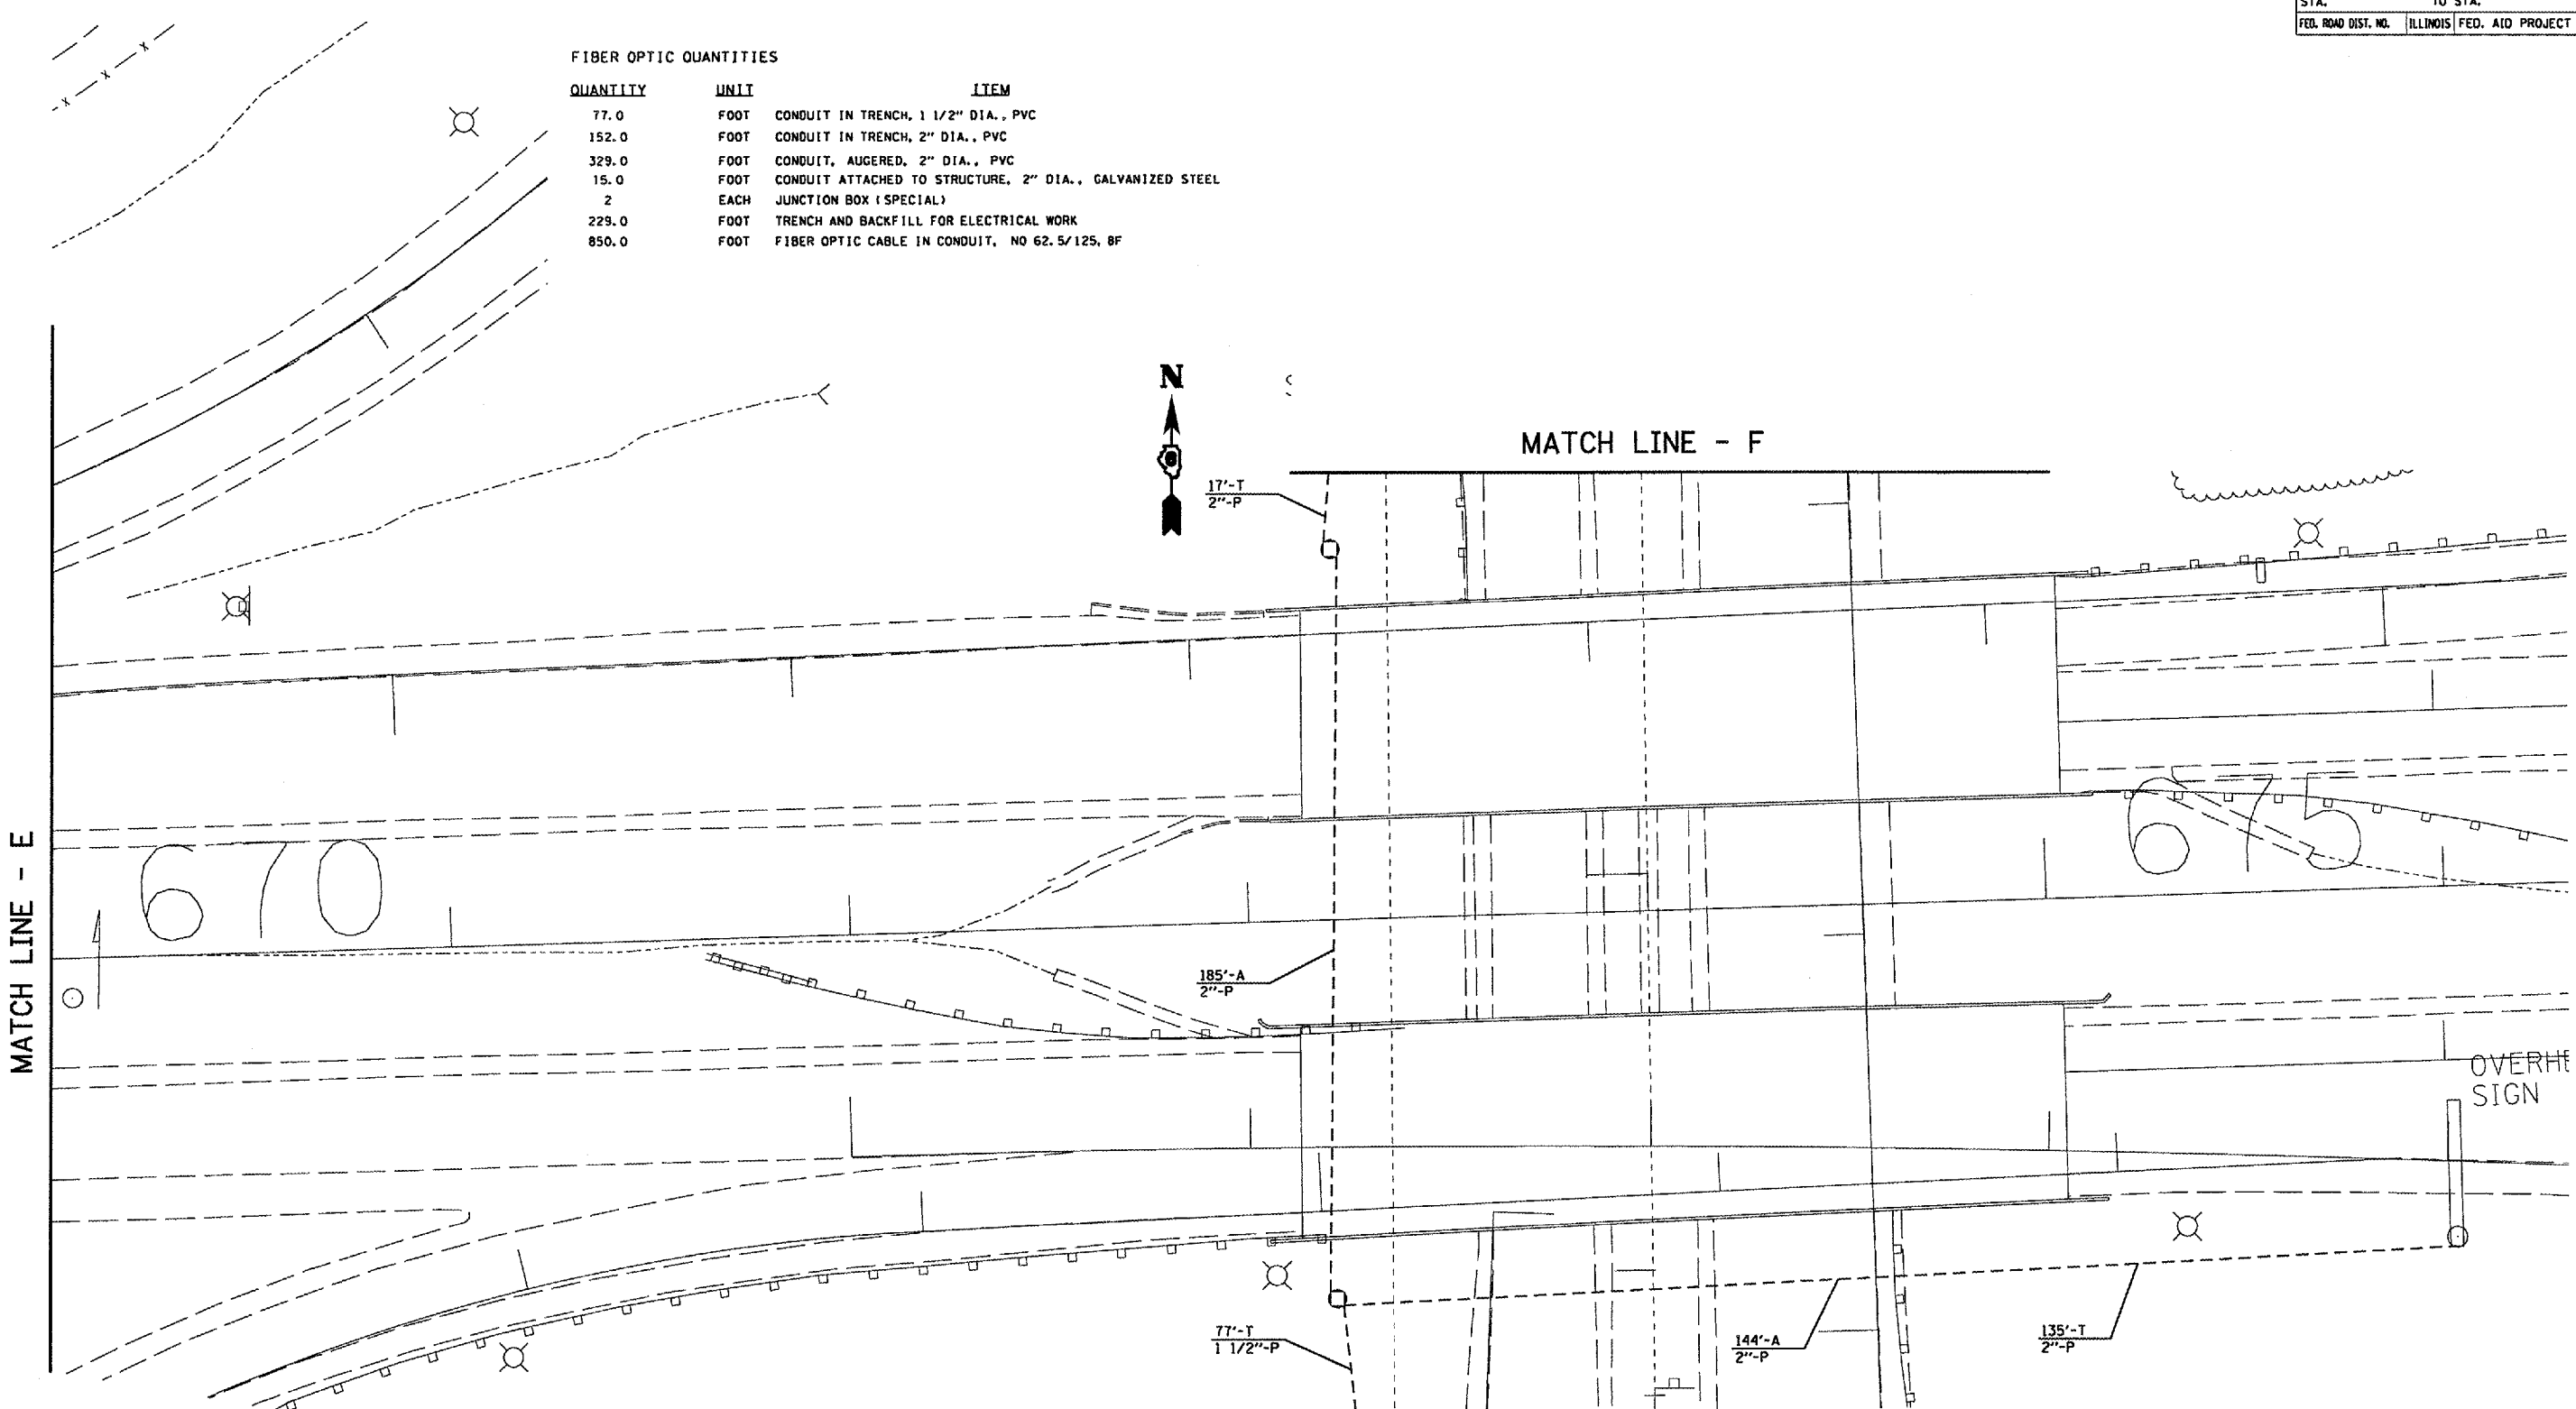 STA. TO STA.
FED. ROAD DIST. NO. ILLINOIS FED. AID PROJECT
FIBER OPTIC QUANTITIES
QUANTITY UNIT ITEM
77.0 FOOT CONDUIT IN TRENCH, 1 1/2" DIA., PVC
152.0 FOOT CONDUIT IN TRENCH, 2" DIA., PVC
329.0 FOOT CONDUIT, AUGERED, 2" DIA., PVC
15.0 FOOT CONDUIT ATTACHED TO STRUCTURE, 2" DIA., GALVANIZED STEEL
2 EACH JUNCTION BOX (SPECIAL)
229.0 FOOT TRENCH AND BACKFILL FOR ELECTRICAL WORK
850.0 FOOT FIBER OPTIC CABLE IN CONDUIT, NO 62.5/125, 8F
N
MATCH LINE - F
17'-T
2"-P
MATCH LINE - E
670
675
185'-A
2"-P
OVERHE
SIGN
77'-T
1 1/2"-P
144'-A
2"-P
135'-T
2"-P